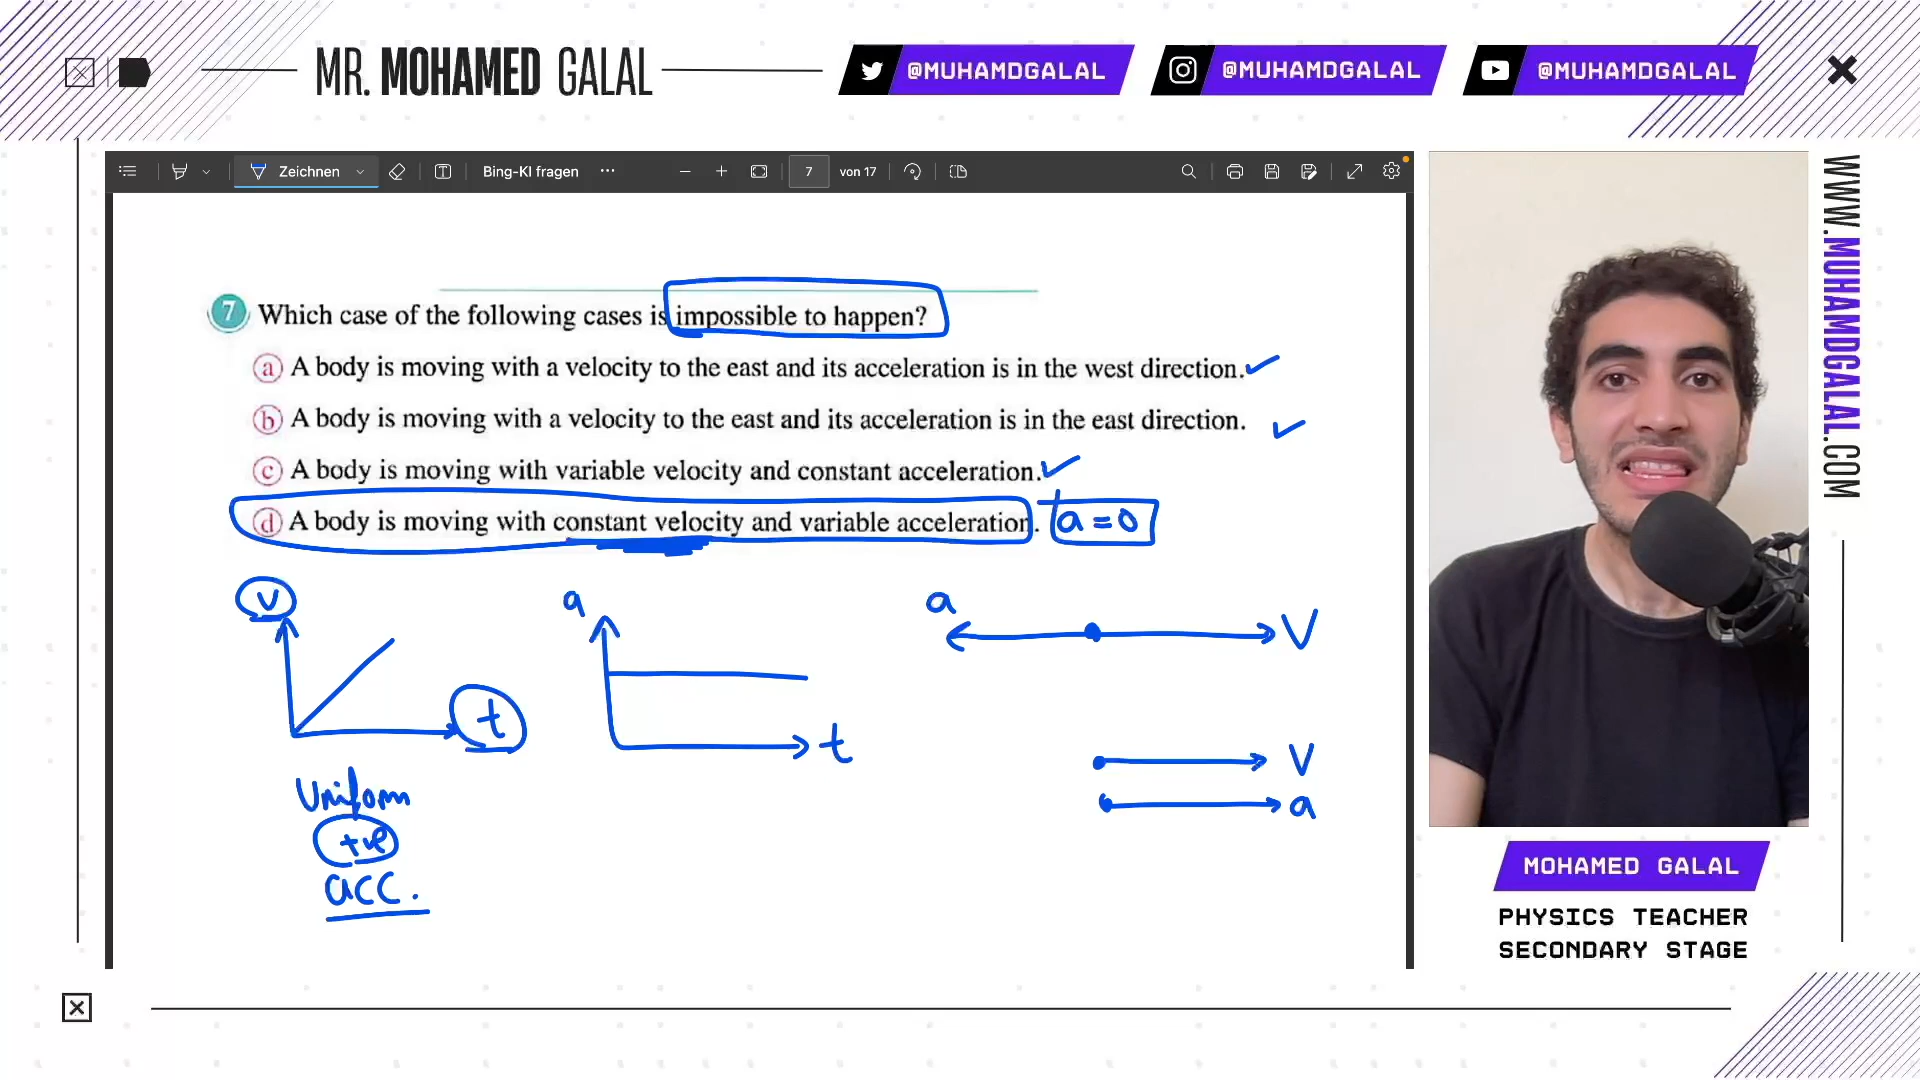 MR. MOHAMED GALAL
@MUHAMDGALAL
@MUHAMDGALAL
@MUHAMDGALAL
Zeichnen
Bing-KI fragen
7 von 17
7 Which case of the following cases is impossible to happen?
a A body is moving with a velocity to the east and its acceleration is in the west direction.
b A body is moving with a velocity to the east and its acceleration is in the east direction.
c A body is moving with variable velocity and constant acceleration.
d A body is moving with constant velocity and variable acceleration. a = 0
v
t
Uniform
+ve
acc.
a
t
a
V
V
a
WWW.MUHAMDGALAL.COM
MOHAMED GALAL
PHYSICS TEACHER
SECONDARY STAGE